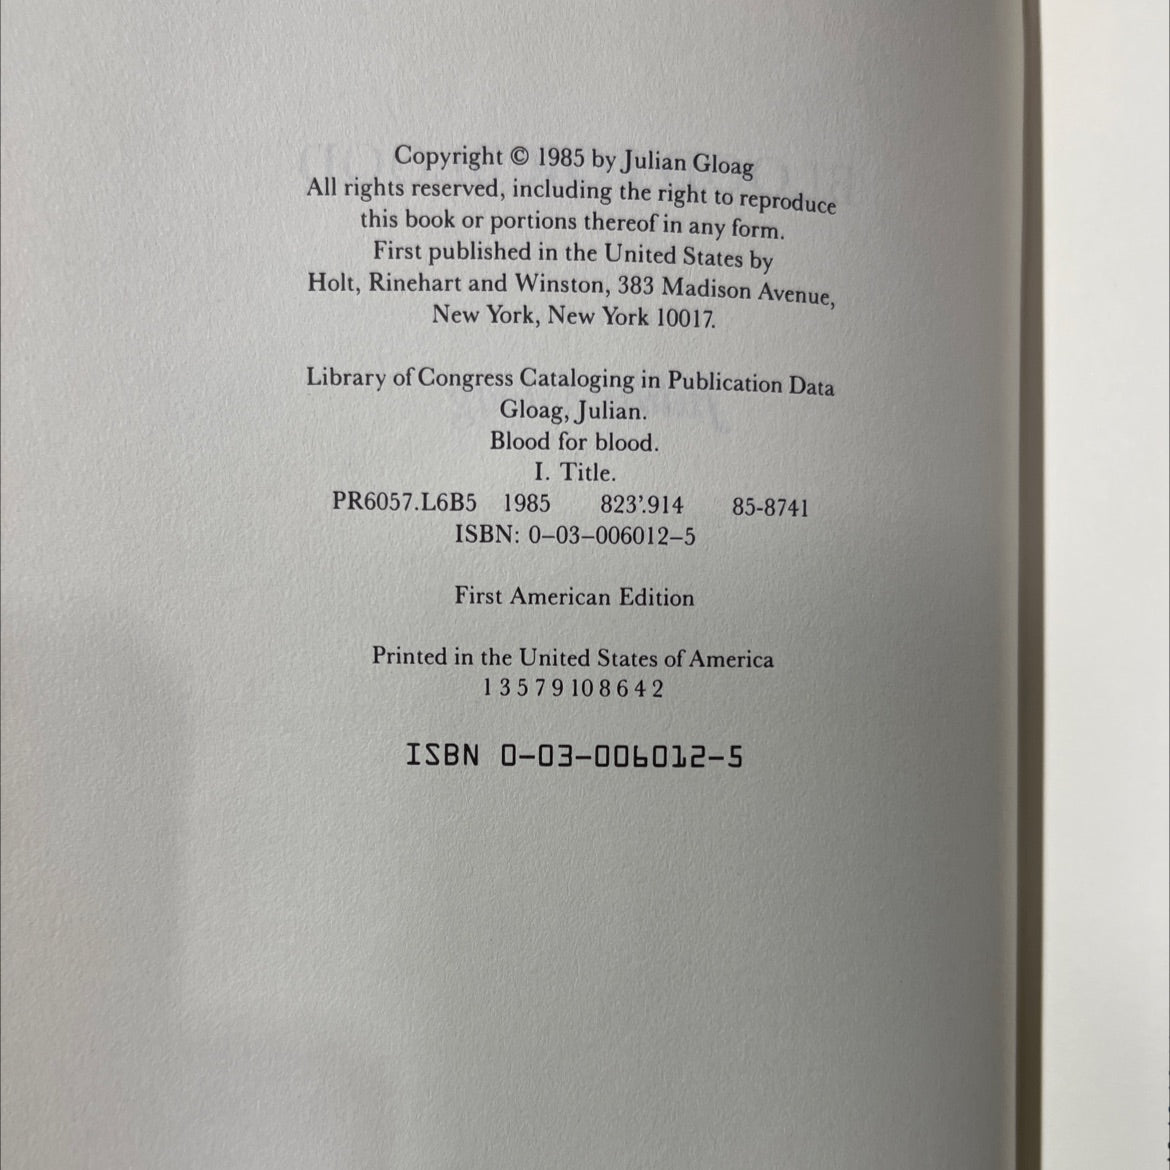 Copyright © 1985 by Julian Gloag
All rights reserved, including the right to reproduce
this book or portions thereof in any form.
First published in the United States by
Holt, Rinehart and Winston, 383 Madison Avenue,
New York, New York 10017.
Library of Congress Cataloging in Publication Data
Gloag, Julian.
Blood for blood.
I. Title.
PR6057.L6B5 1985 823'.914 85-8741
ISBN: 0–03–006012–5
First American Edition
Printed in the United States of America
1 3 5 7 9 10 8 6 4 2
ISBN 0-03-006012-5